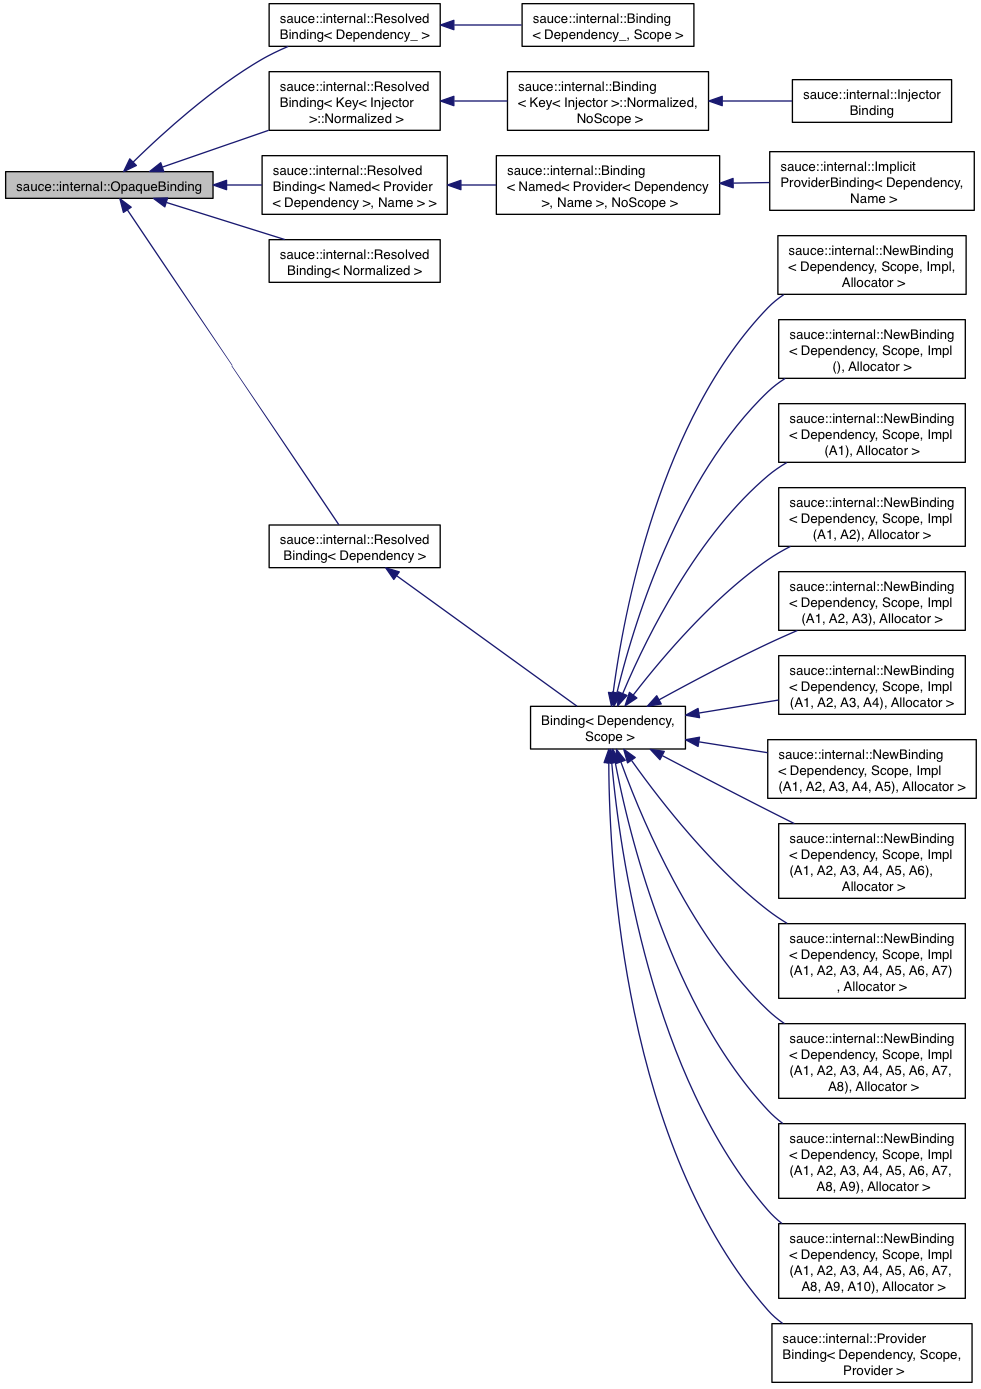 sauce::internal::Resolved
Binding< Dependency_ >
sauce::internal::Binding
< Dependency_, Scope >
sauce::internal::Resolved
Binding< Key< Injector
>::Normalized >
sauce::internal::Binding
< Key< Injector >::Normalized,
NoScope >
sauce::internal::Injector
Binding
sauce::internal::OpaqueBinding
sauce::internal::Resolved
Binding< Named< Provider
< Dependency >, Name > >
sauce::internal::Binding
< Named< Provider< Dependency
>, Name >, NoScope >
sauce::internal::Implicit
ProviderBinding< Dependency,
Name >
sauce::internal::Resolved
Binding< Normalized >
sauce::internal::NewBinding
< Dependency, Scope, Impl,
Allocator >
sauce::internal::NewBinding
< Dependency, Scope, Impl
(), Allocator >
sauce::internal::NewBinding
< Dependency, Scope, Impl
(A1), Allocator >
sauce::internal::NewBinding
< Dependency, Scope, Impl
(A1, A2), Allocator >
sauce::internal::Resolved
Binding< Dependency >
sauce::internal::NewBinding
< Dependency, Scope, Impl
(A1, A2, A3), Allocator >
sauce::internal::NewBinding
< Dependency, Scope, Impl
(A1, A2, A3, A4), Allocator >
Binding< Dependency,
Scope >
sauce::internal::NewBinding
< Dependency, Scope, Impl
(A1, A2, A3, A4, A5), Allocator >
sauce::internal::NewBinding
< Dependency, Scope, Impl
(A1, A2, A3, A4, A5, A6),
Allocator >
sauce::internal::NewBinding
< Dependency, Scope, Impl
(A1, A2, A3, A4, A5, A6, A7)
, Allocator >
sauce::internal::NewBinding
< Dependency, Scope, Impl
(A1, A2, A3, A4, A5, A6, A7,
A8), Allocator >
sauce::internal::NewBinding
< Dependency, Scope, Impl
(A1, A2, A3, A4, A5, A6, A7,
A8, A9), Allocator >
sauce::internal::NewBinding
< Dependency, Scope, Impl
(A1, A2, A3, A4, A5, A6, A7,
A8, A9, A10), Allocator >
sauce::internal::Provider
Binding< Dependency, Scope,
Provider >